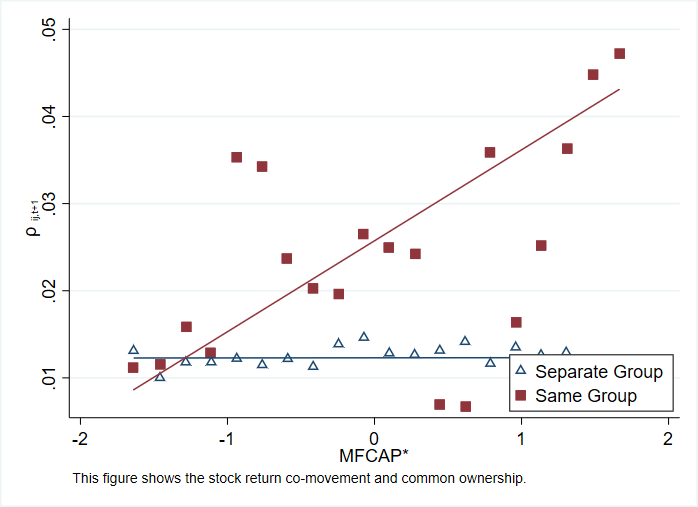 .05
.04
.03
.02
.01
ρ ij,t+1
-2
-1
0
1
2
MFCAP*
Separate Group
Same Group
This figure shows the stock return co-movement and common ownership.